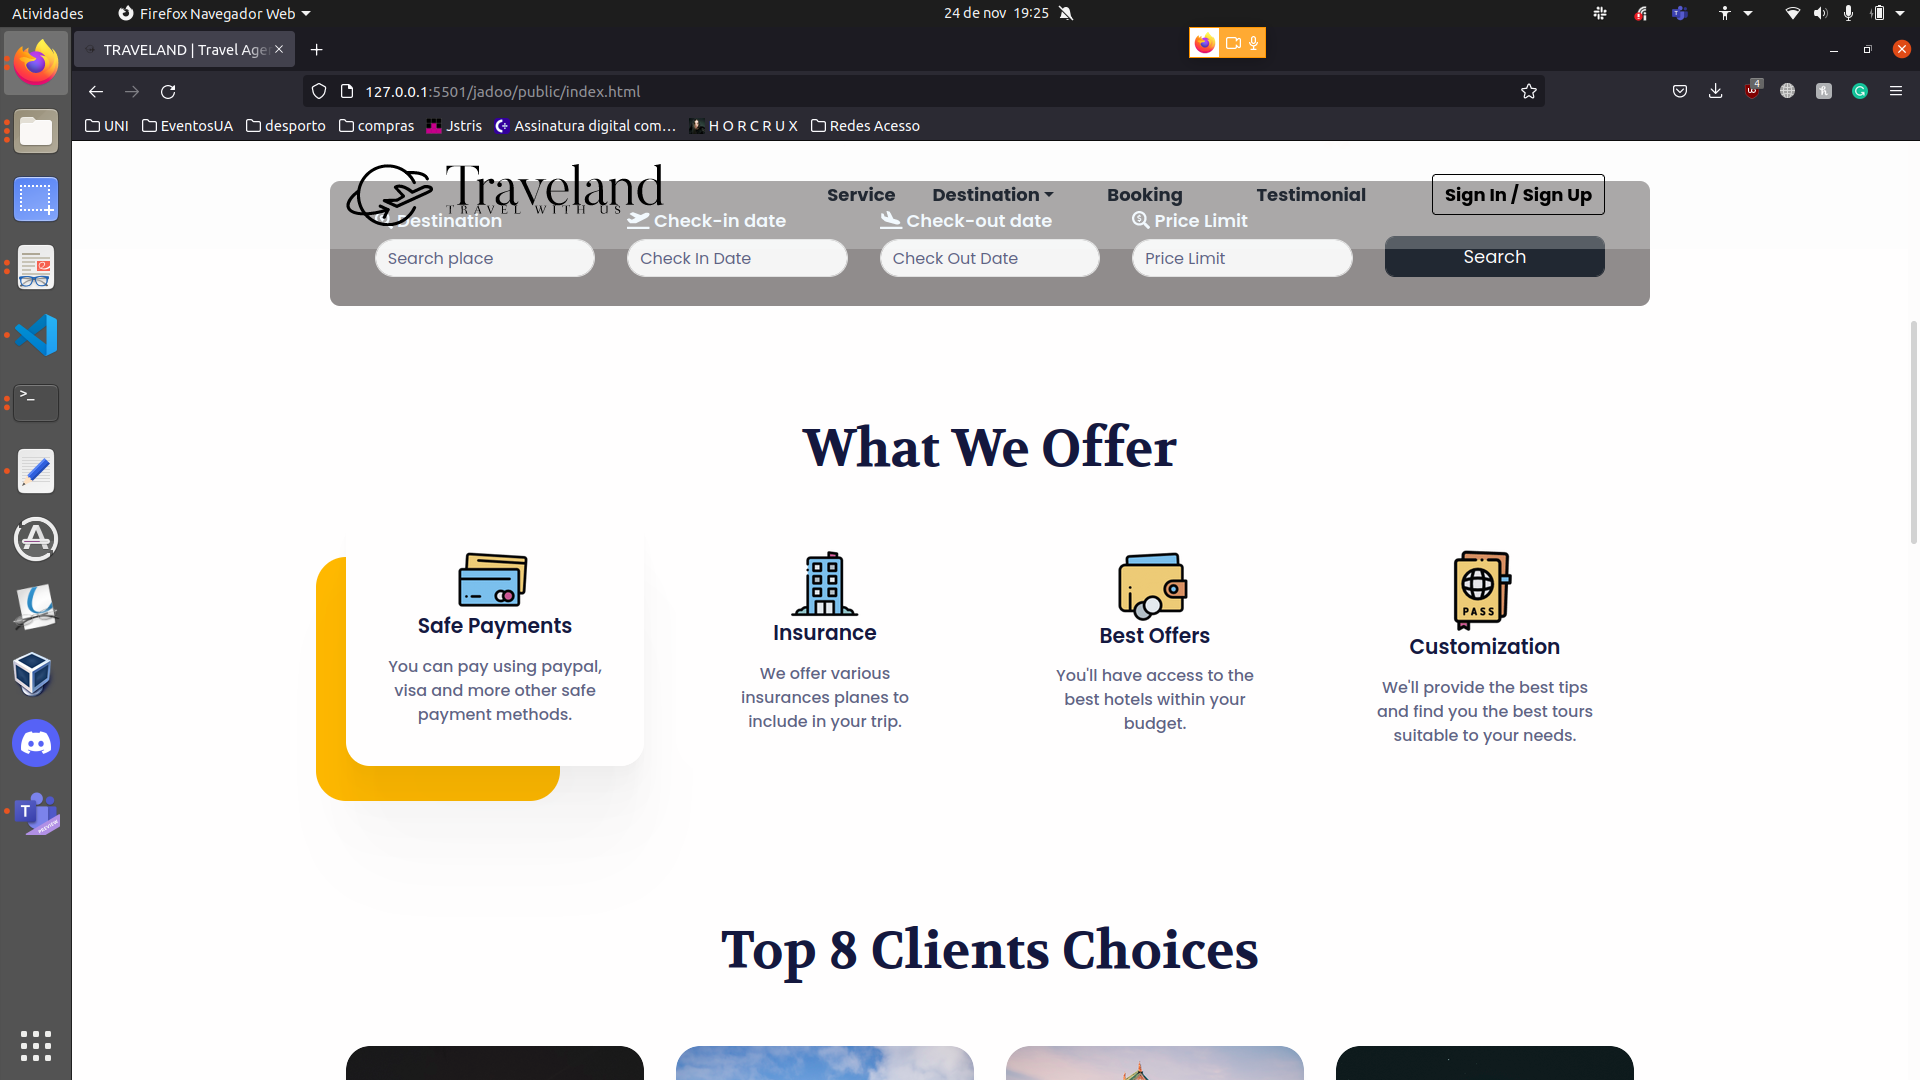 Atividades
Firefox Navegador Web
24 de nov 19:25
TRAVELAND | Travel Age
127.0.0.1:5501/jadoo/public/index.html
4
UNI
EventosUA
desporto
compras
Jstris
Assinatura digital com…
H O R C R U X
Redes Acesso
Traveland
TRAVEL WITH US
Service
Destination
Booking
Testimonial
Sign In / Sign Up
Destination
Check-in date
Check-out date
Price Limit
Search place
Check In Date
Check Out Date
Price Limit
Search
What We Offer
Safe Payments
You can pay using paypal,
visa and more other safe
payment methods.
Insurance
We offer various
insurances planes to
include in your trip.
Best Offers
You'll have access to the
best hotels within your
budget.
PASS
Customization
We'll provide the best tips
and find you the best tours
suitable to your needs.
Top 8 Clients Choices